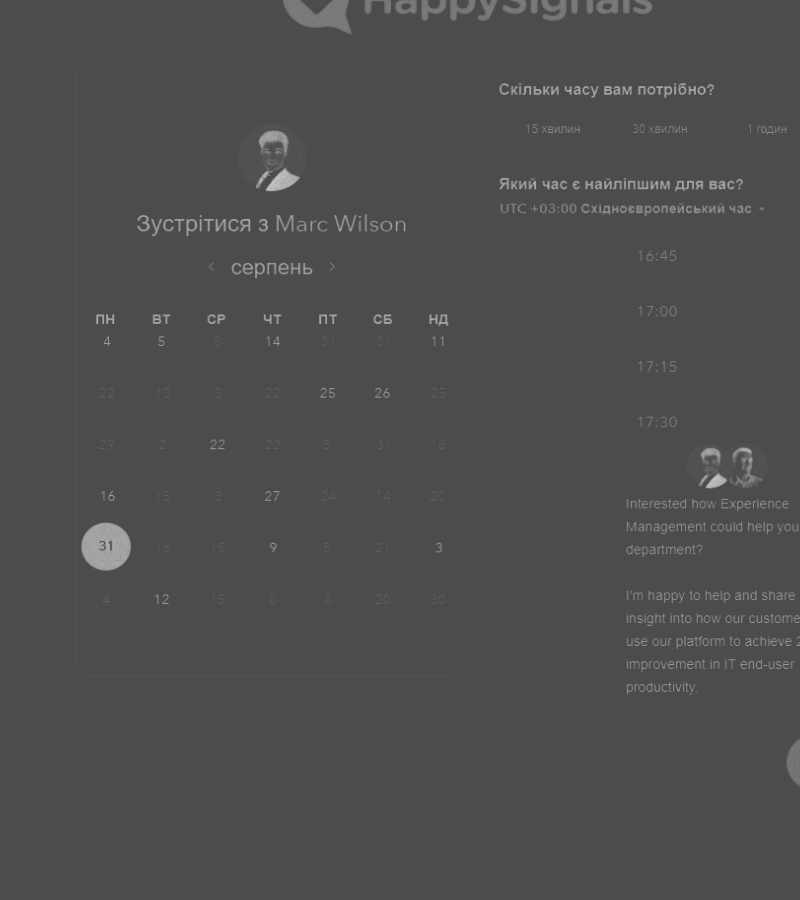 HappySignals
Зустрітися з Marc Wilson
серпень
ПН ВТ СР ЧТ ПТ СБ НД
4 5 8 14 31 31 11
22 10 3 22 25 26 25
29 2 22 22 5 31 18
16 15 3 27 24 14 20
31 16 15 9 5 21 3
4 12 15 6 8 20 30
Скільки часу вам потрібно?
15 хвилин 30 хвилин 1 годин
Який час є найліпшим для вас?
UTC +03:00 Східноєвропейський час
16:45
17:00
17:15
17:30
Interested how Experience
Management could help you
department?
I'm happy to help and share
insight into how our custome
use our platform to achieve 2
improvement in IT end-user
productivity.